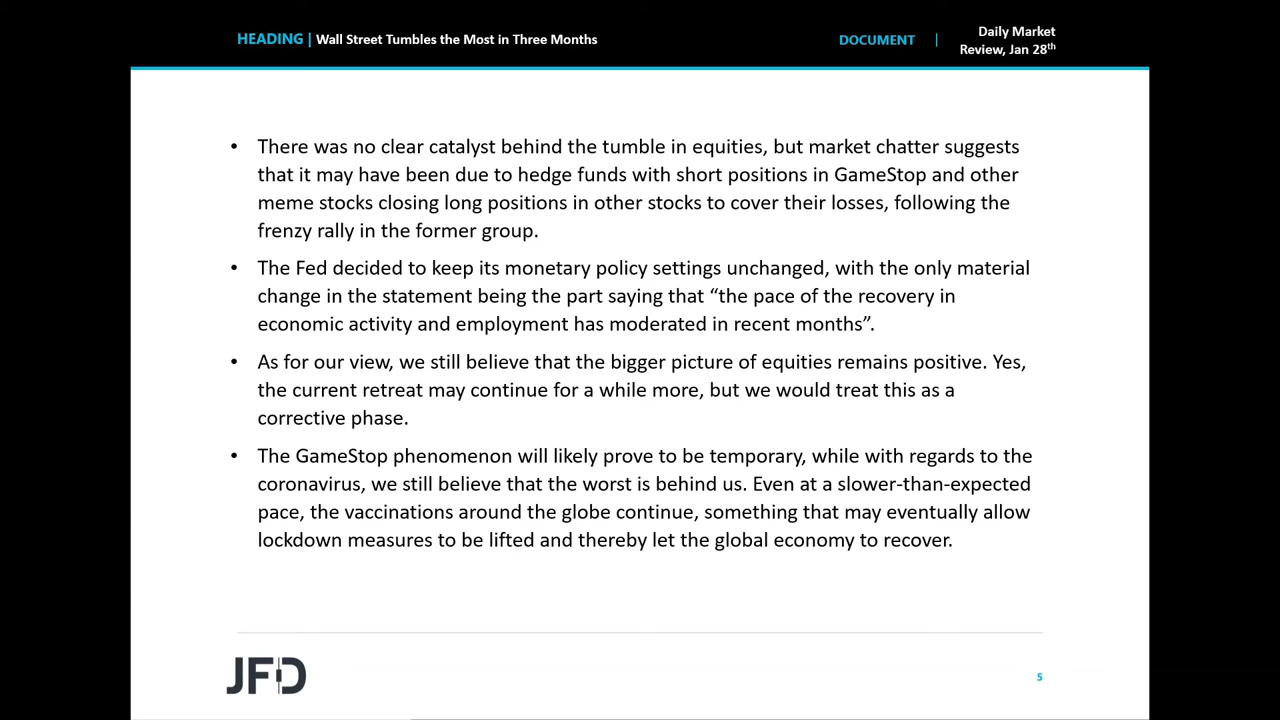 HEADING | Wall Street Tumbles the Most in Three Months
DOCUMENT | Daily Market
Review, Jan 28th
• There was no clear catalyst behind the tumble in equities, but market chatter suggests
that it may have been due to hedge funds with short positions in GameStop and other
meme stocks closing long positions in other stocks to cover their losses, following the
frenzy rally in the former group.
• The Fed decided to keep its monetary policy settings unchanged, with the only material
change in the statement being the part saying that “the pace of the recovery in
economic activity and employment has moderated in recent months”.
• As for our view, we still believe that the bigger picture of equities remains positive. Yes,
the current retreat may continue for a while more, but we would treat this as a
corrective phase.
• The GameStop phenomenon will likely prove to be temporary, while with regards to the
coronavirus, we still believe that the worst is behind us. Even at a slower-than-expected
pace, the vaccinations around the globe continue, something that may eventually allow
lockdown measures to be lifted and thereby let the global economy to recover.
JFD
5